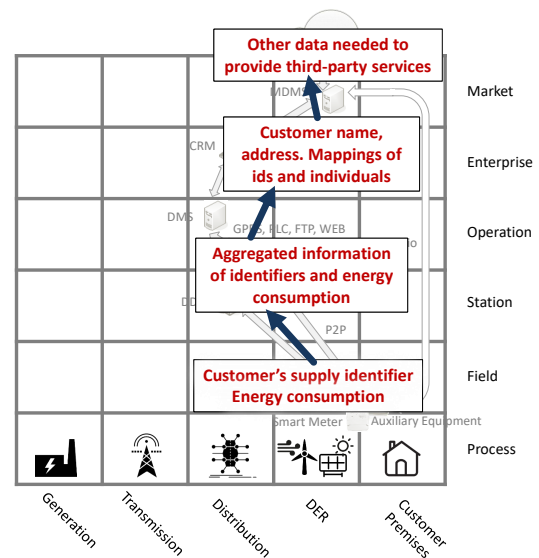 Other data needed to
provide third-party services
Market
MDMS
Customer name,
address. Mappings of
ids and individuals
CRM
Enterprise
DMS
GPRS, PLC, FTP, WEB
Operation
Aggregated information
of identifiers and energy
consumption
Station
P2P
Customer's supply identifier
Energy consumption
Field
Smart Meter
Auxiliary Equipment
Process
Generation
Transmission
Distribution
DER
Customer
Premises